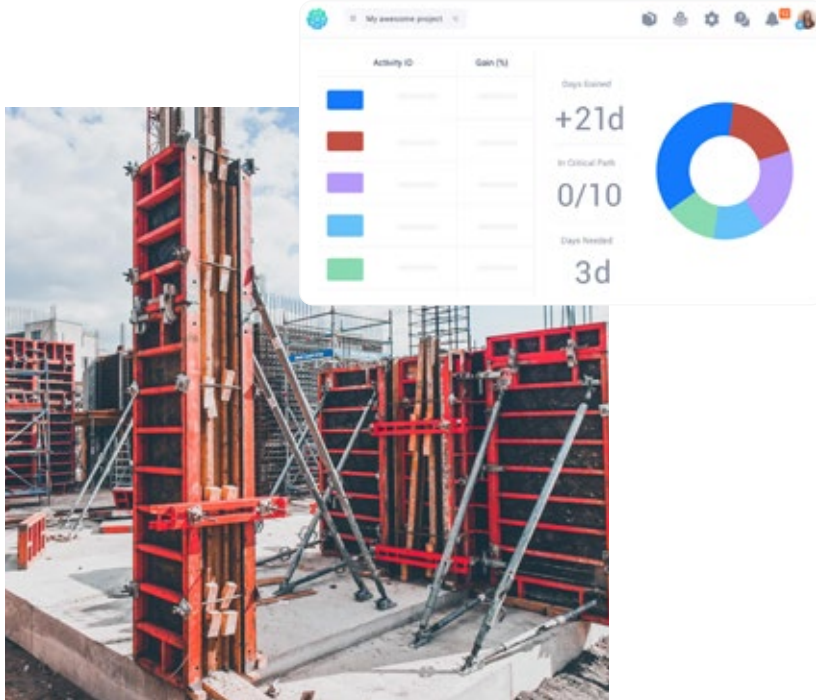 My awesome project
Activity ID
Gain (%)
Days Gained
+21d
In Critical Path
0/10
Days Needed
3d